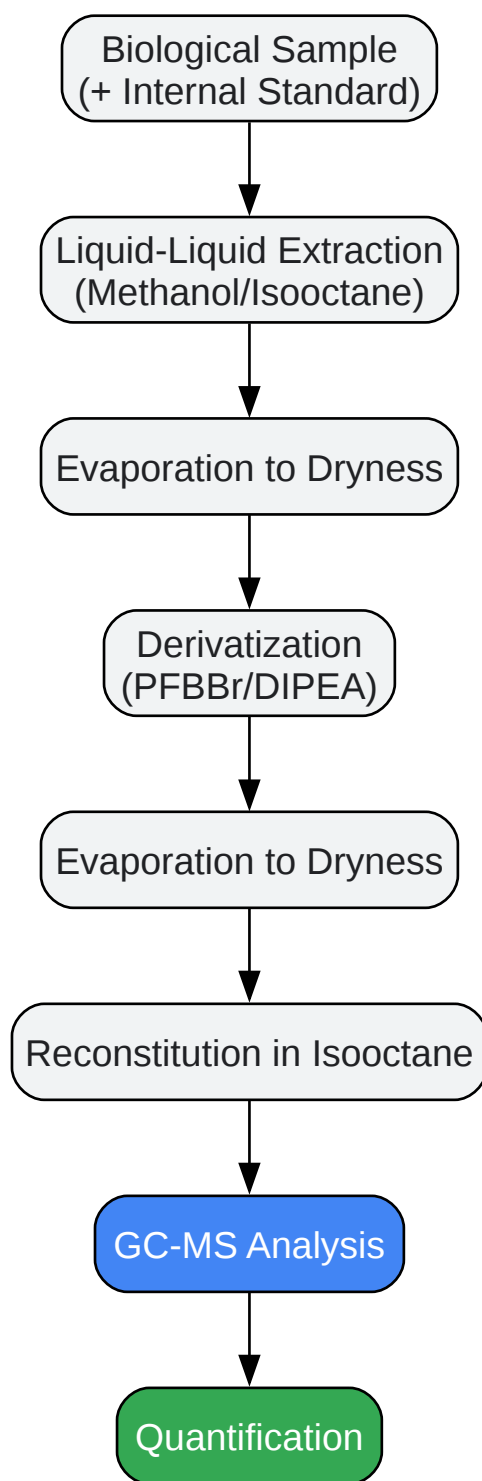 Biological Sample
(+ Internal Standard)
Liquid-Liquid Extraction
(Methanol/Isooctane)
Evaporation to Dryness
Derivatization
(PFBBr/DIPEA)
Evaporation to Dryness
Reconstitution in Isooctane
GC-MS Analysis
Quantification